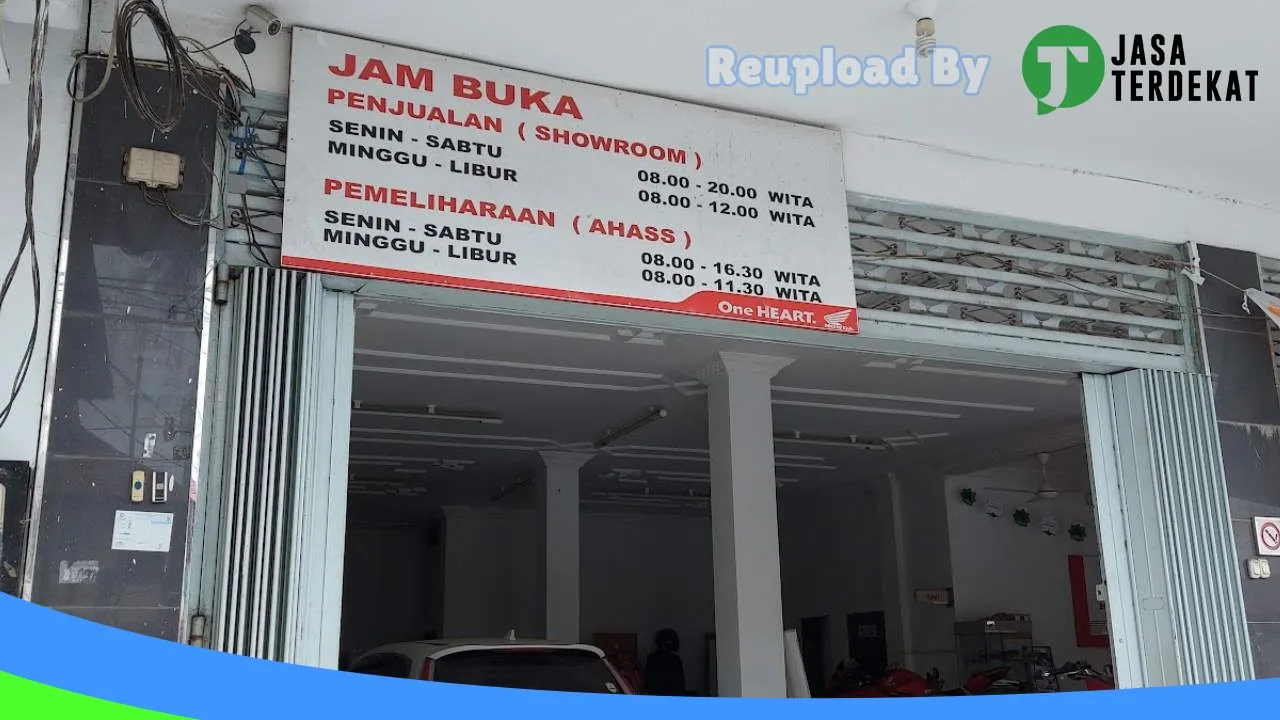 Reupload By
JASA
TERDEKAT
JAM BUKA
PENJUALAN ( SHOWROOM )
SENIN - SABTU 08.00 - 20.00 WITA
MINGGU - LIBUR 08.00 - 12.00 WITA
PEMELIHARAAN ( AHASS )
SENIN - SABTU 08.00 - 16.30 WITA
MINGGU - LIBUR 08.00 - 11.30 WITA
One HEART.
HONDA